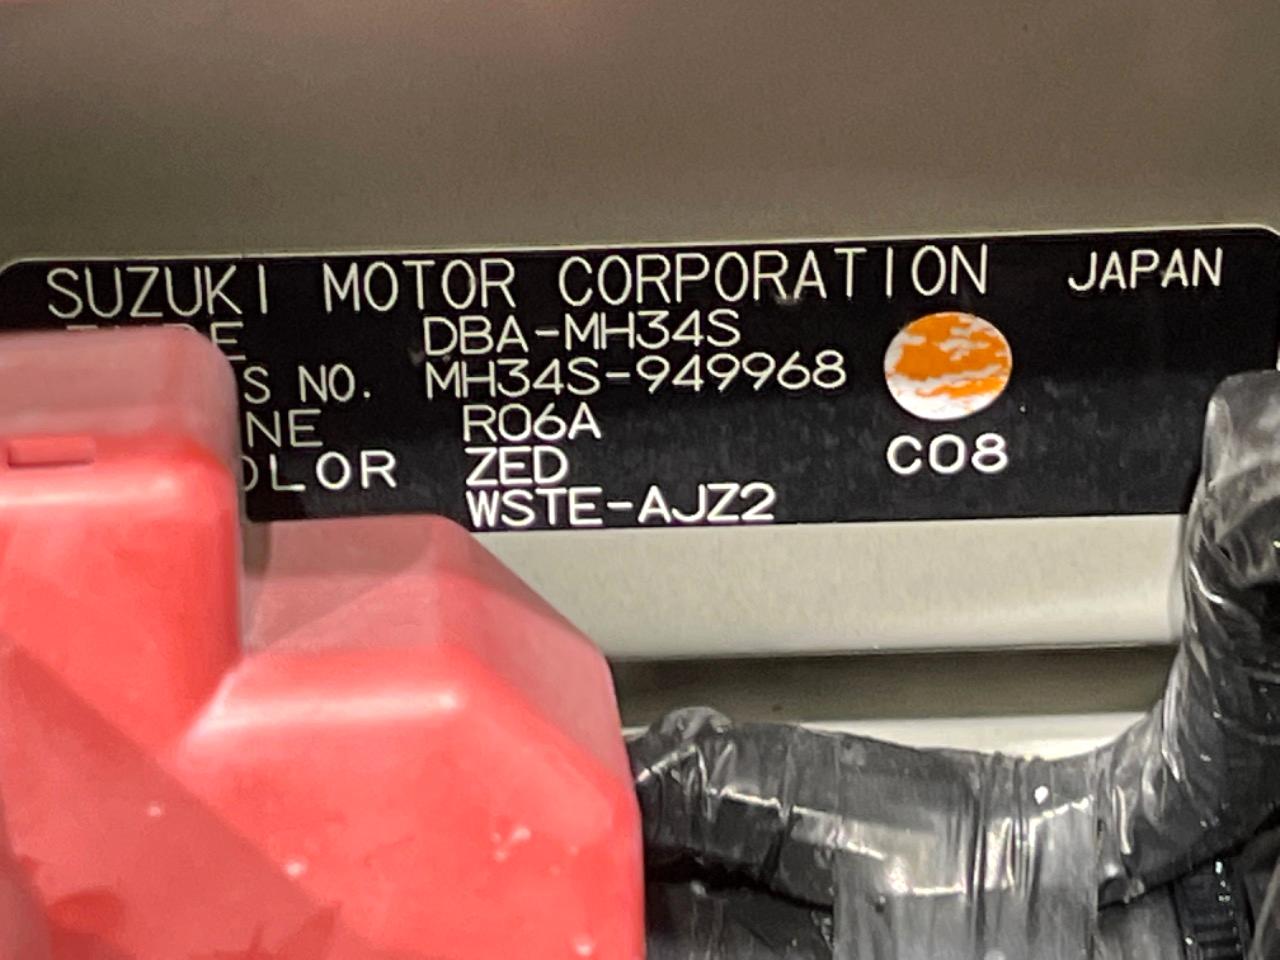 SUZUKI MOTOR CORPORATION JAPAN
DBA-MH34S
S NO. MH34S-949968
NE R06A
OLOR ZED C08
WSTE-AJZ2